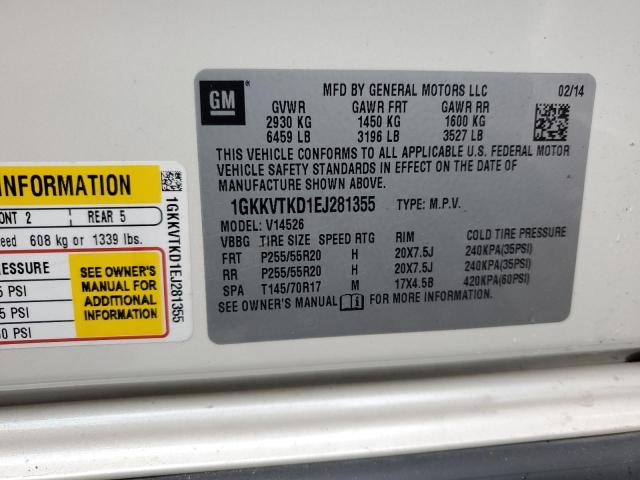 GM
MFD BY GENERAL MOTORS LLC 02/14
GVWR GAWR FRT GAWR RR
2930 KG 1450 KG 1600 KG
6459 LB 3196 LB 3527 LB
THIS VEHICLE CONFORMS TO ALL APPLICABLE U.S. FEDERAL MOTOR
VEHICLE SAFETY STANDARDS IN EFFECT ON THE DATE OF
MANUFACTURE SHOWN ABOVE.
1GKKVTKD1EJ281355 TYPE: M.P.V.
MODEL: V14526
VBBG TIRE SIZE SPEED RTG RIM COLD TIRE PRESSURE
FRT P255/55R20 H 20X7.5J 240KPA(35PSI)
RR P255/55R20 H 20X7.5J 240KPA(35PSI)
SPA T145/70R17 M 17X4.5B 420KPA(60PSI)
SEE OWNER'S MANUAL FOR MORE INFORMATION.
INFORMATION
2 REAR 5
608 kg or 1339 lbs.
SEE OWNER'S
MANUAL FOR
ADDITIONAL
INFORMATION
PSI
PSI
PSI
1GKKVTKD1EJ281355